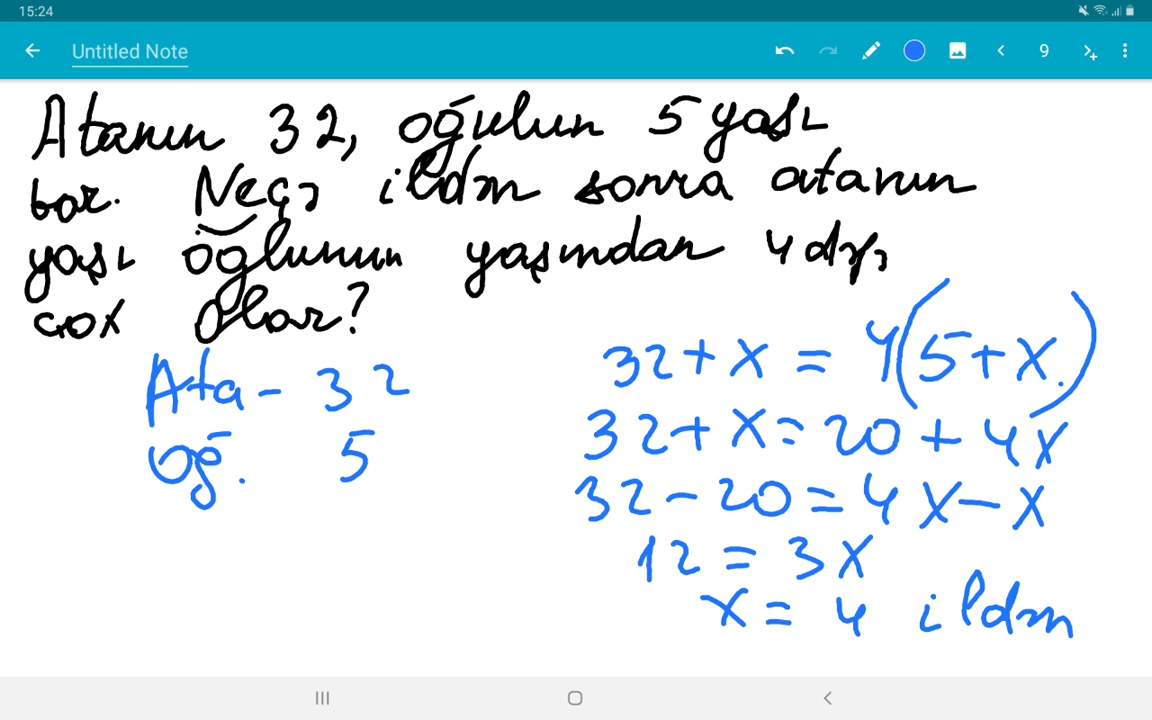 15:24
Untitled Note
9
Atanın 32, oğulun 5 yaşı
var. Neçə ildən sonra atanın
yaşı oğlunun yaşından 4 dəfə
çox olar?
Ata - 32
oğ. 5
32 + x = 4(5 + x.)
32 + x = 20 + 4x
32 - 20 = 4x - x
12 = 3x
x = 4 ildən